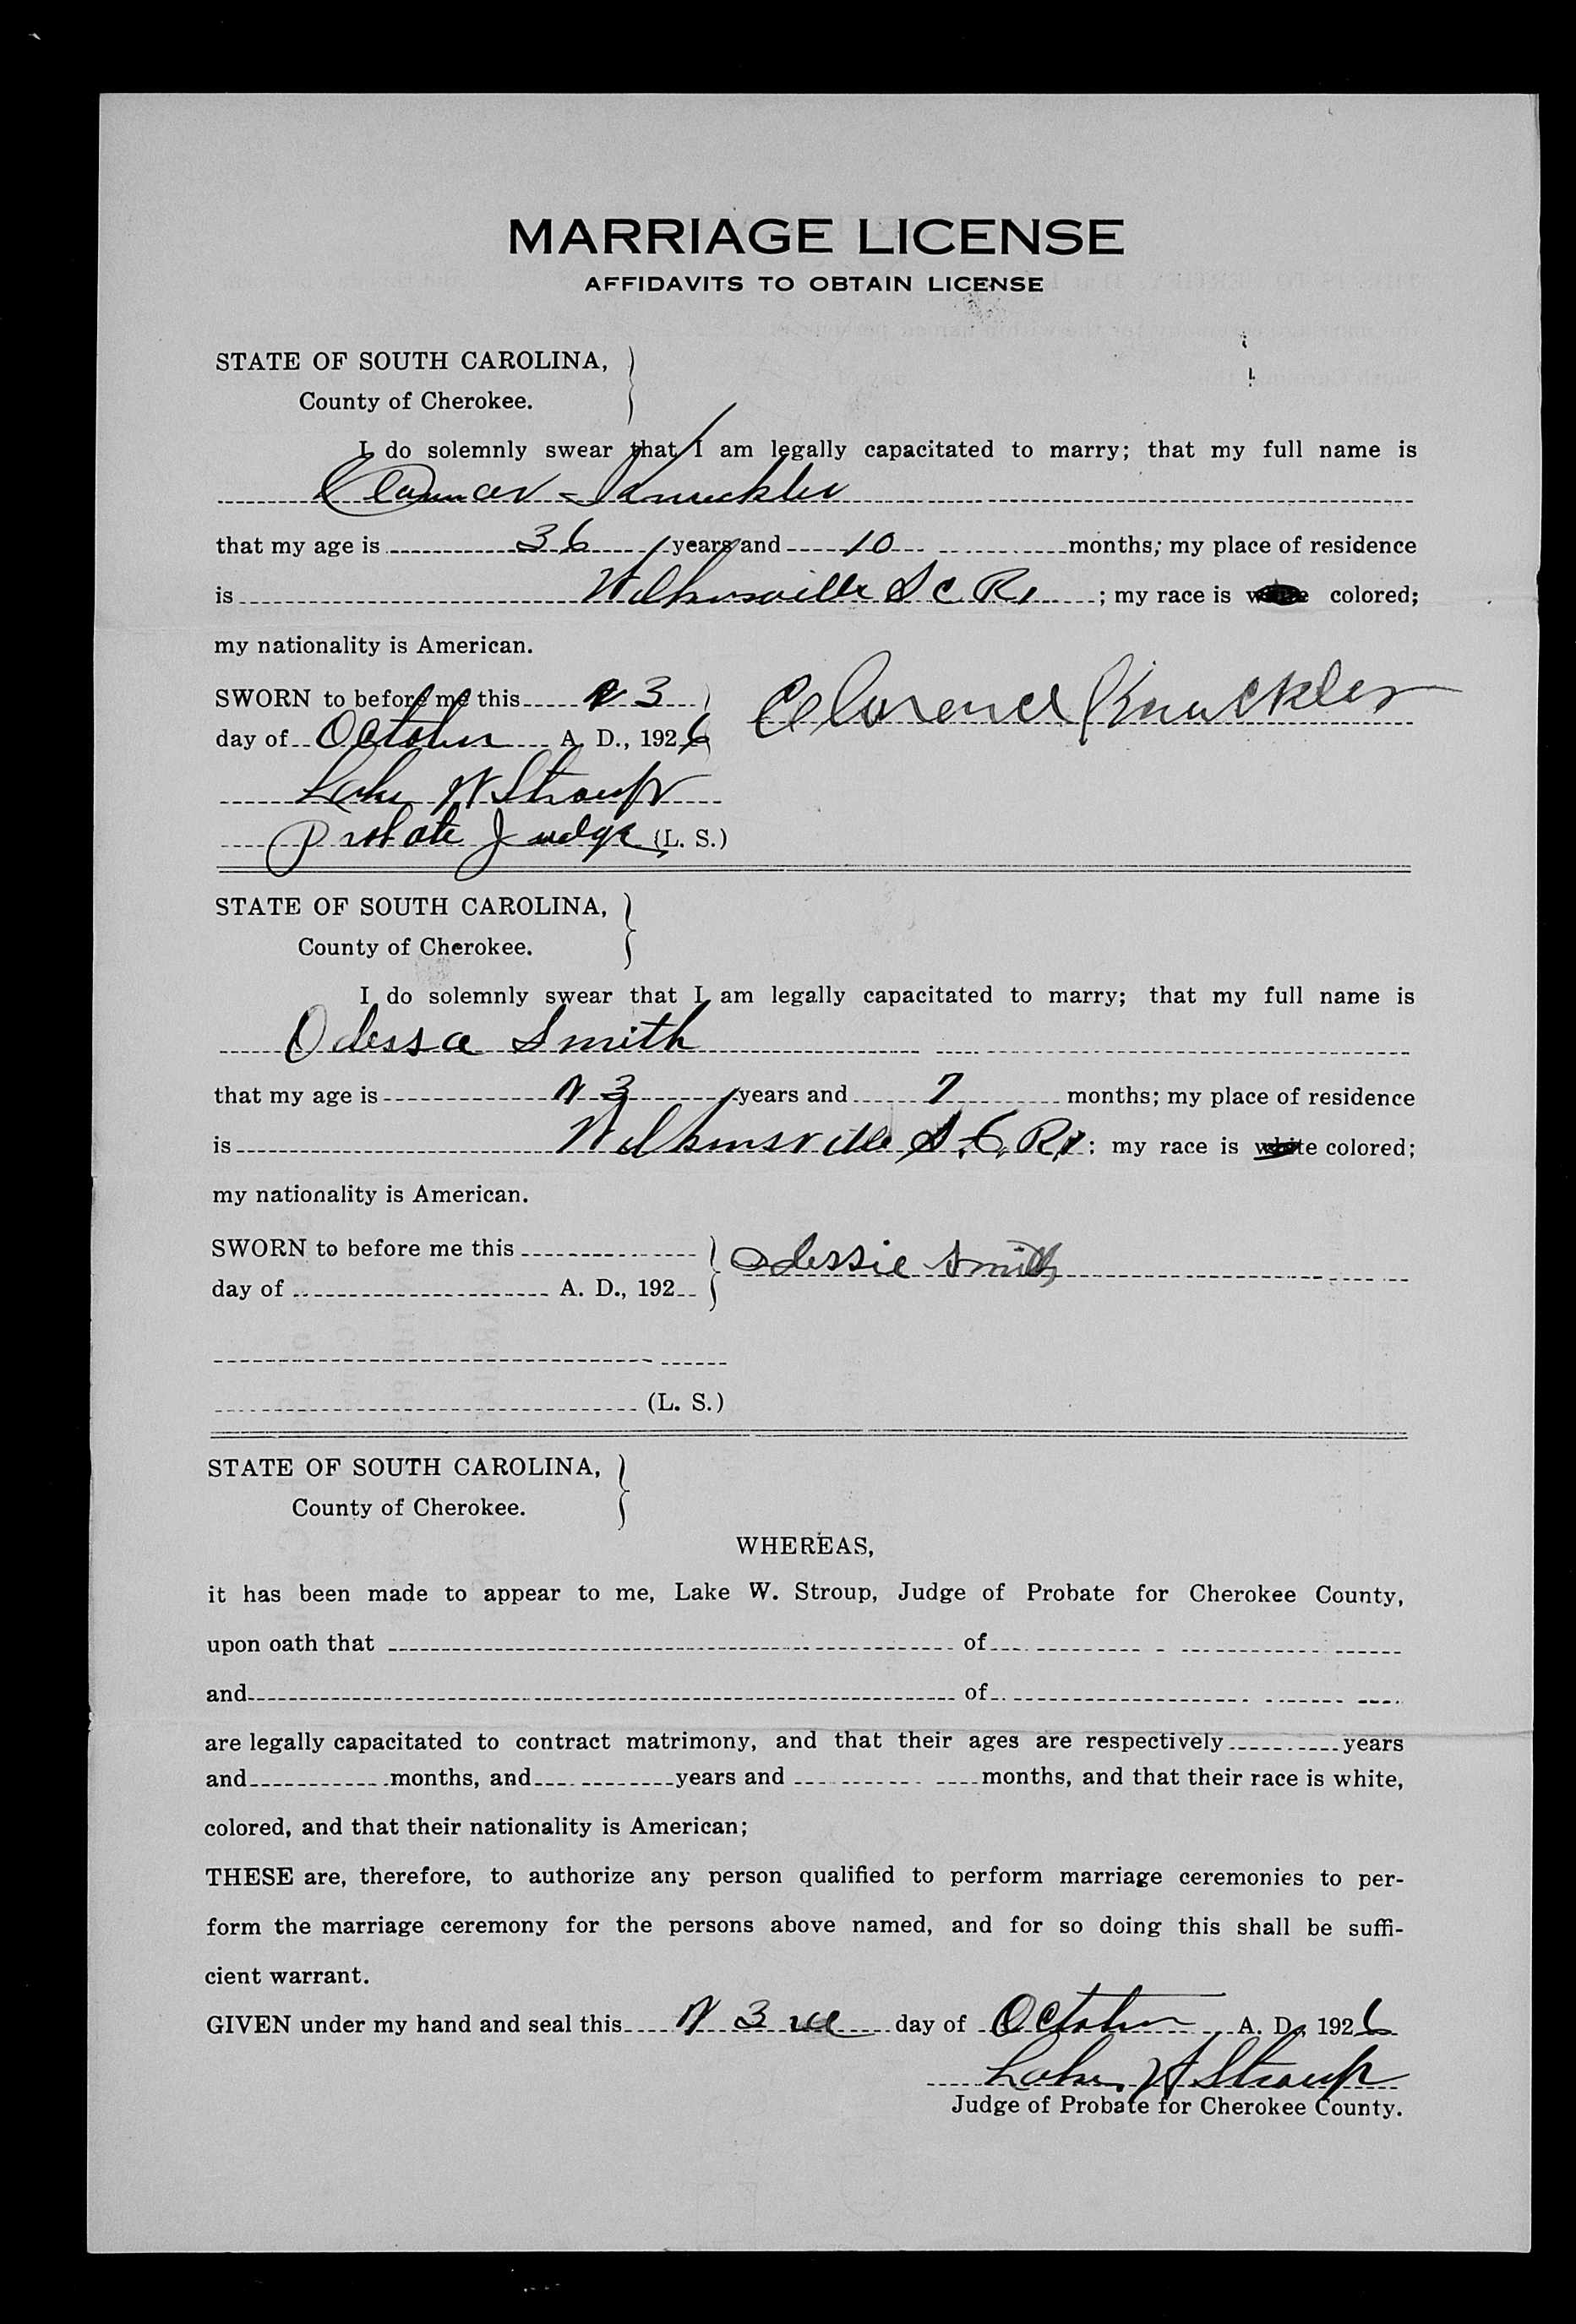 MARRIAGE LICENSE
AFFIDAVITS TO OBTAIN LICENSE
STATE OF SOUTH CAROLINA,
County of Cherokee.
I do solemnly swear that I am legally capacitated to marry; that my full name is
Knuckles
that my age is 36 years and 10 months; my place of residence
is Wilkinsville S C R1; my race is white colored;
my nationality is American.
SWORN to before me this 23
day of October A. D., 1926
Clarence Knuckles
Lake W Stroup
Probate Judge (L. S.)
STATE OF SOUTH CAROLINA,
County of Cherokee.
I do solemnly swear that I am legally capacitated to marry; that my full name is
Odessa Smith
that my age is 23 years and 7 months; my place of residence
is Wilkinsville S.C. R1; my race is white colored;
my nationality is American.
SWORN to before me this
day of A. D., 192
Odessie Smith
(L. S.)
STATE OF SOUTH CAROLINA,
County of Cherokee.
WHEREAS,
it has been made to appear to me, Lake W. Stroup, Judge of Probate for Cherokee County,
upon oath that of
and of
are legally capacitated to contract matrimony, and that their ages are respectively years
and months, and years and months, and that their race is white,
colored, and that their nationality is American;
THESE are, therefore, to authorize any person qualified to perform marriage ceremonies to per-
form the marriage ceremony for the persons above named, and for so doing this shall be suffi-
cient warrant.
GIVEN under my hand and seal this 23rd day of October A. D., 1926
Lake W Stroup
Judge of Probate for Cherokee County.